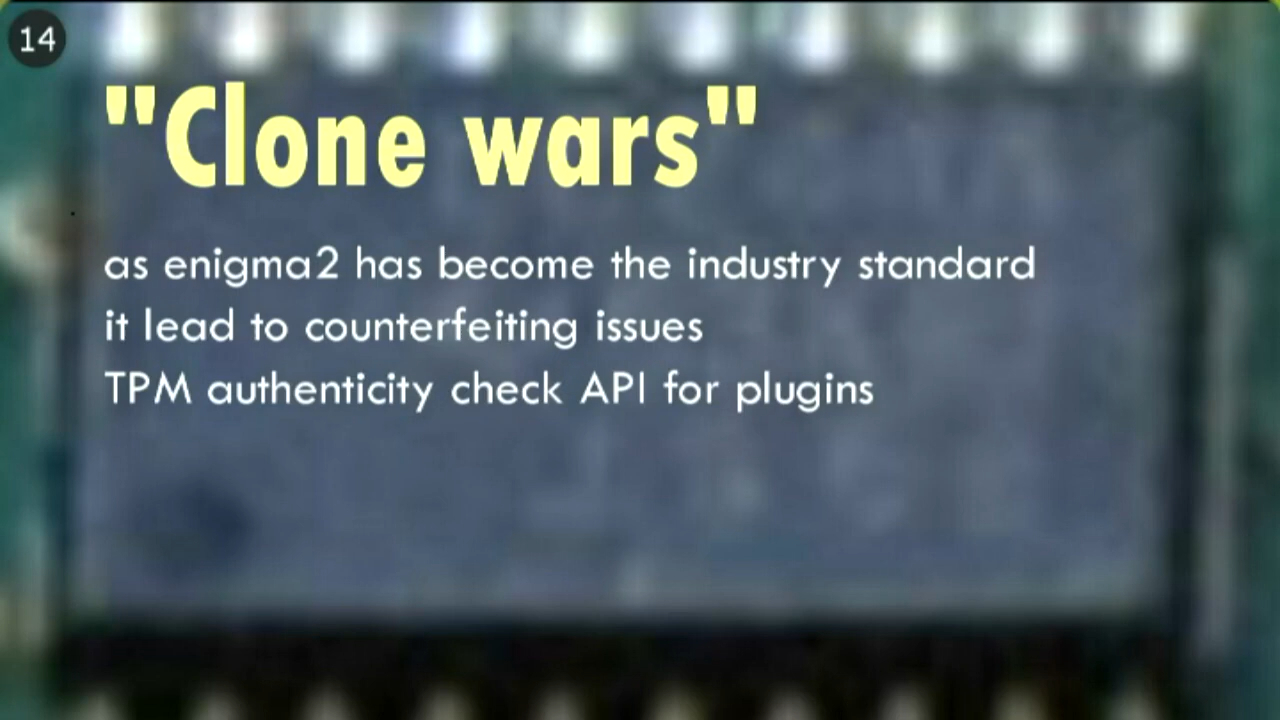 14
"Clone wars"
as enigma2 has become the industry standard
it lead to counterfeiting issues
TPM authenticity check API for plugins